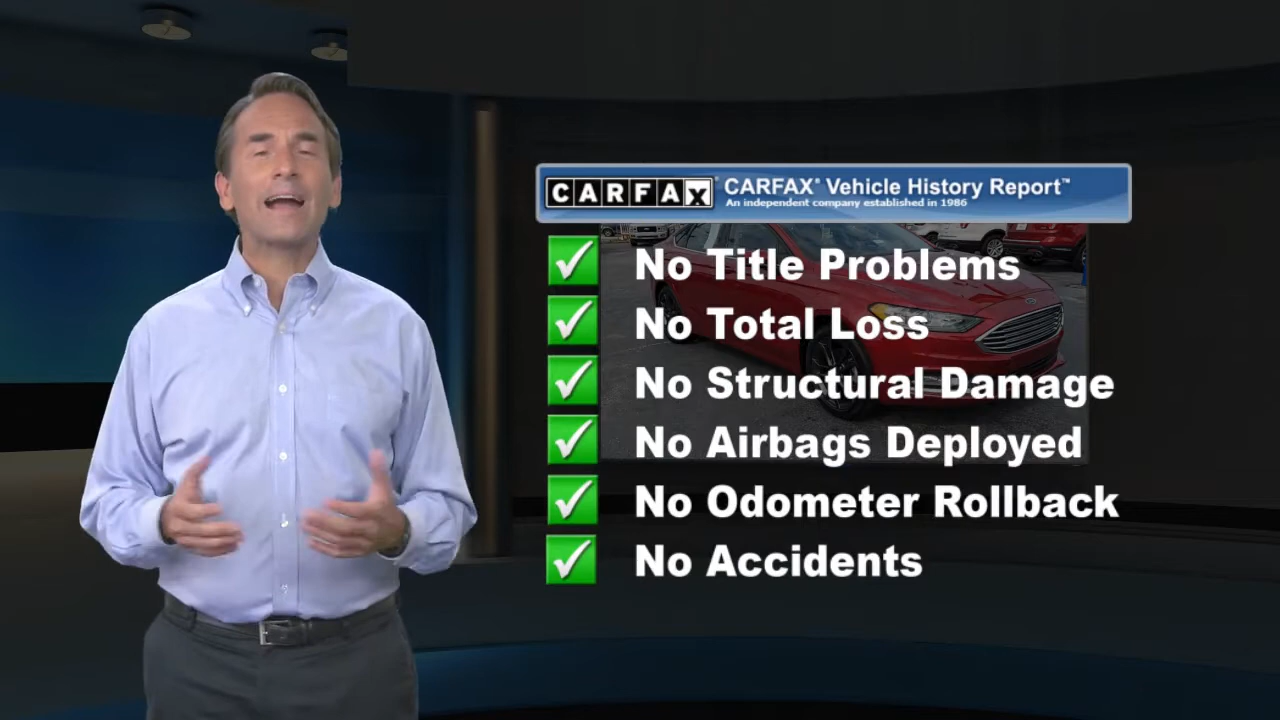 CARFAX® CARFAX® Vehicle History Report™
An independent company established in 1986
No Title Problems
No Total Loss
No Structural Damage
No Airbags Deployed
No Odometer Rollback
No Accidents